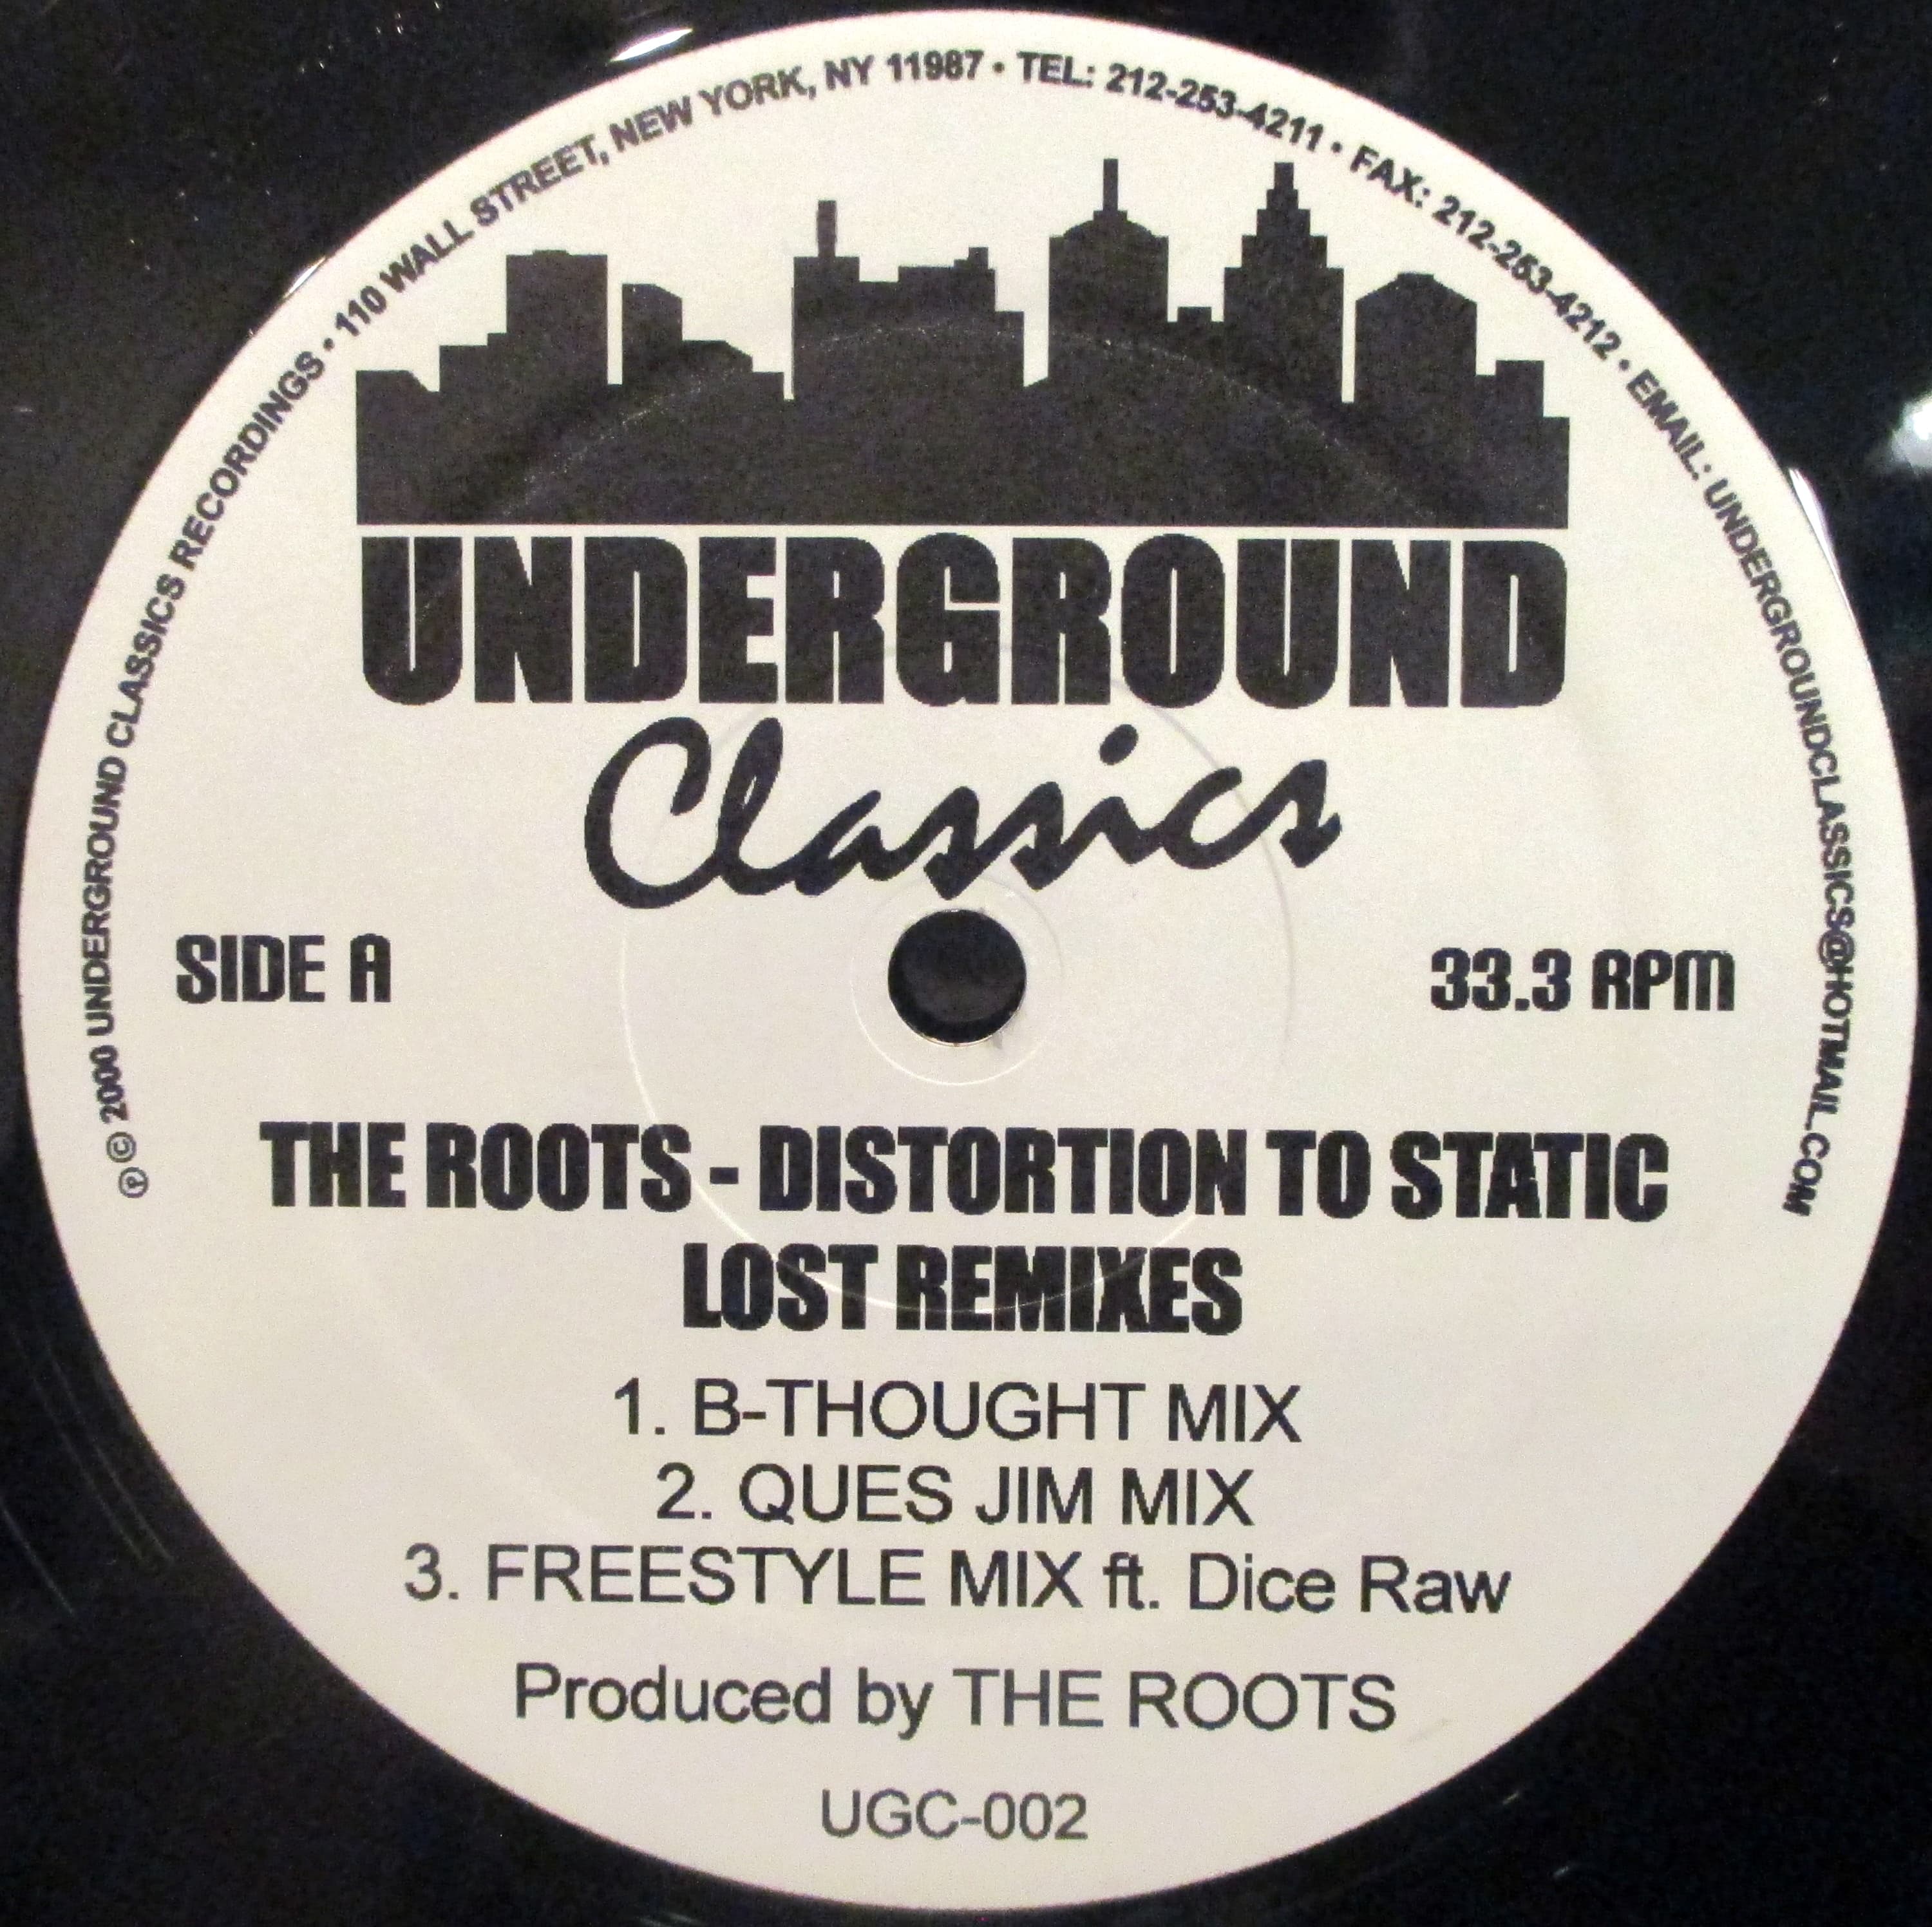 ℗ © 2000 UNDERGROUND CLASSICS RECORDINGS • 110 WALL STREET, NEW YORK, NY 11987 • TEL: 212-253-4211 • FAX: 212-253-4212 • EMAIL: UNDERGROUNDCLASSICS@HOTMAIL.COM
UNDERGROUND
Classics
SIDE A
33.3 RPM
THE ROOTS - DISTORTION TO STATIC
LOST REMIXES
1. B-THOUGHT MIX
2. QUES JIM MIX
3. FREESTYLE MIX ft. Dice Raw
Produced by THE ROOTS
UGC-002